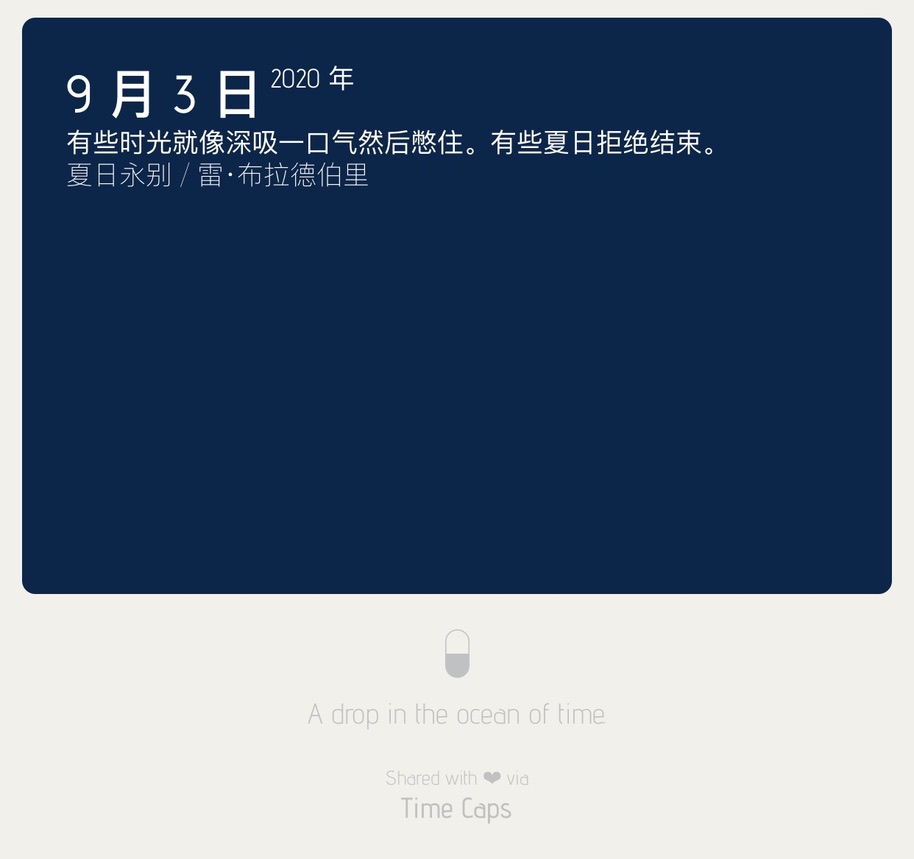 9 月 3 日 2020 年
有些时光就像深吸一口气然后憋住。有些夏日拒绝结束。
夏日永别 / 雷·布拉德伯里
A drop in the ocean of time
Shared with ❤ via
Time Caps